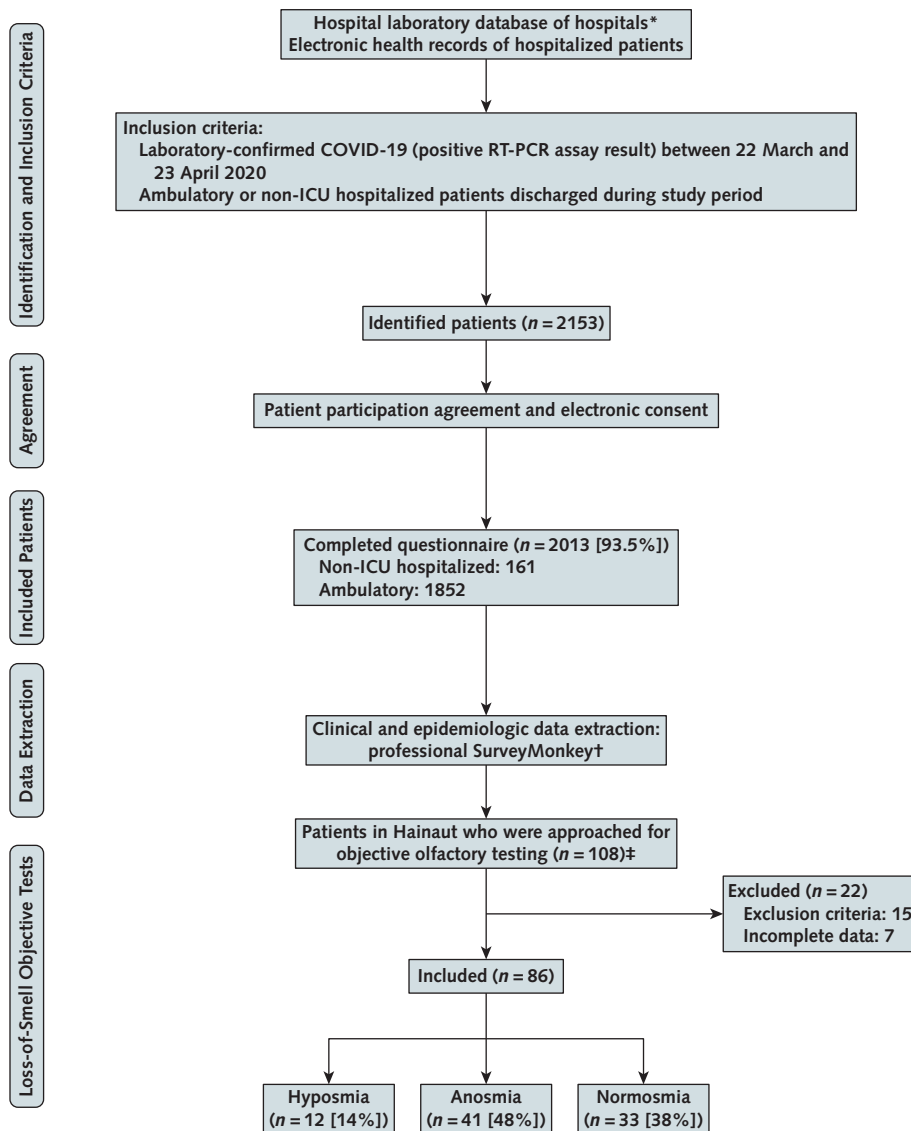 Identification and Inclusion Criteria
Hospital laboratory database of hospitals*
Electronic health records of hospitalized patients
Inclusion criteria:
Laboratory-confirmed COVID-19 (positive RT-PCR assay result) between 22 March and
23 April 2020
Ambulatory or non-ICU hospitalized patients discharged during study period
Identified patients (n = 2153)
Agreement
Patient participation agreement and electronic consent
Included Patients
Completed questionnaire (n = 2013 [93.5%])
Non-ICU hospitalized: 161
Ambulatory: 1852
Data Extraction
Clinical and epidemiologic data extraction:
professional SurveyMonkey†
Loss-of-Smell Objective Tests
Patients in Hainaut who were approached for
objective olfactory testing (n = 108)‡
Excluded (n = 22)
Exclusion criteria: 15
Incomplete data: 7
Included (n = 86)
Hyposmia
(n = 12 [14%])
Anosmia
(n = 41 [48%])
Normosmia
(n = 33 [38%])